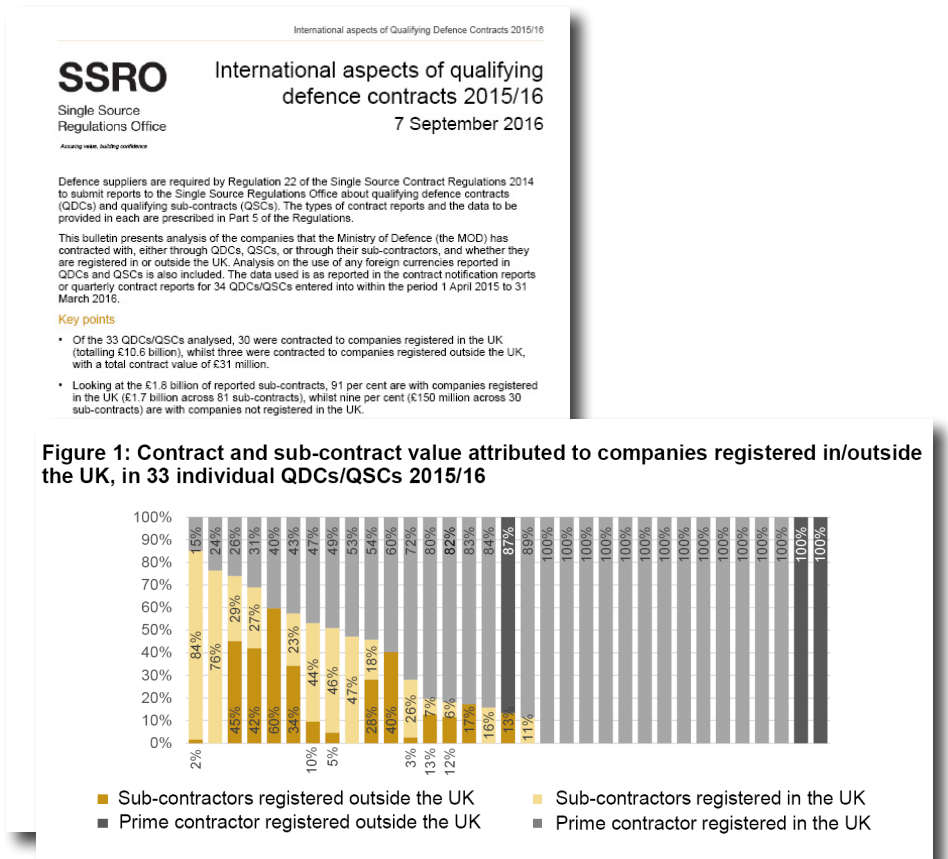 International aspects of Qualifying Defence Contracts 2015/16
SSRO
Single Source
Regulations Office
Assuring value, building confidence
International aspects of qualifying
defence contracts 2015/16
7 September 2016
Defence suppliers are required by Regulation 22 of the Single Source Contract Regulations 2014
to submit reports to the Single Source Regulations Office about qualifying defence contracts
(QDCs) and qualifying sub-contracts (QSCs). The types of contract reports and the data to be
provided in each are prescribed in Part 5 of the Regulations.
This bulletin presents analysis of the companies that the Ministry of Defence (the MOD) has
contracted with, either through QDCs, QSCs, or through their sub-contractors, and whether they
are registered in or outside the UK. Analysis on the use of any foreign currencies reported in
QDCs and QSCs is also included. The data used is as reported in the contract notification reports
or quarterly contract reports for 34 QDCs/QSCs entered into within the period 1 April 2015 to 31
March 2016.
Key points
• Of the 33 QDCs/QSCs analysed, 30 were contracted to companies registered in the UK
(totalling £10.6 billion), whilst three were contracted to companies registered outside the UK,
with a total contract value of £31 million.
• Looking at the £1.8 billion of reported sub-contracts, 91 per cent are with companies registered
in the UK (£1.7 billion across 81 sub-contracts), whilst nine per cent (£150 million across 30
sub-contracts) are with companies not registered in the UK.
Figure 1: Contract and sub-contract value attributed to companies registered in/outside
the UK, in 33 individual QDCs/QSCs 2015/16
100%
90%
80%
70%
60%
50%
40%
30%
20%
10%
0%
15% 24% 26% 31% 40% 43% 47% 49% 53% 54% 60% 72% 80% 82% 83% 84% 87% 89% 100% 100% 100% 100% 100% 100% 100% 100% 100% 100% 100% 100% 100% 100% 100%
84% 76% 29% 27% 23% 44% 46% 47% 18% 26% 7% 6% 16% 11%
45% 42% 60% 34% 28% 40% 17% 13%
2% 10% 5% 3% 13% 12%
Sub-contractors registered outside the UK
Sub-contractors registered in the UK
Prime contractor registered outside the UK
Prime contractor registered in the UK